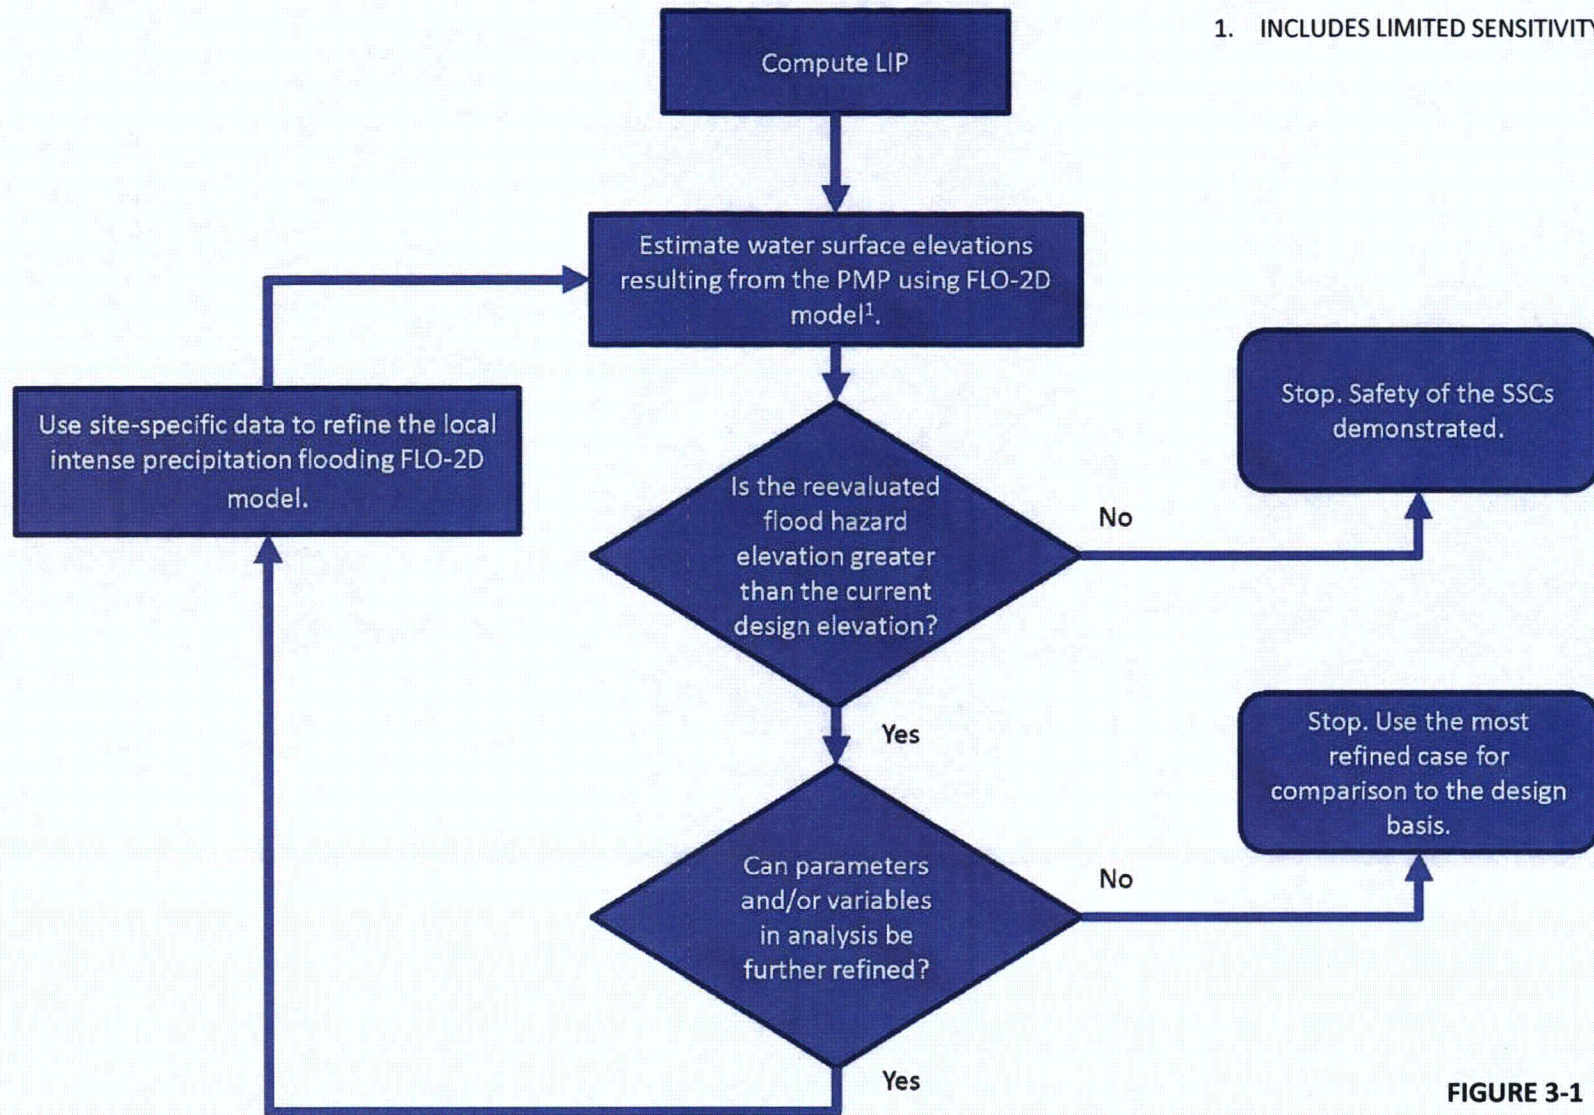 1. INCLUDES LIMITED SENSITIVITY
Compute LIP
Estimate water surface elevations
resulting from the PMP using FLO-2D
model¹.
Use site-specific data to refine the local
intense precipitation flooding FLO-2D
model.
Is the reevaluated
flood hazard
elevation greater
than the current
design elevation?
No
Stop. Safety of the SSCs
demonstrated.
Yes
Can parameters
and/or variables
in analysis be
further refined?
No
Stop. Use the most
refined case for
comparison to the design
basis.
Yes
FIGURE 3-1